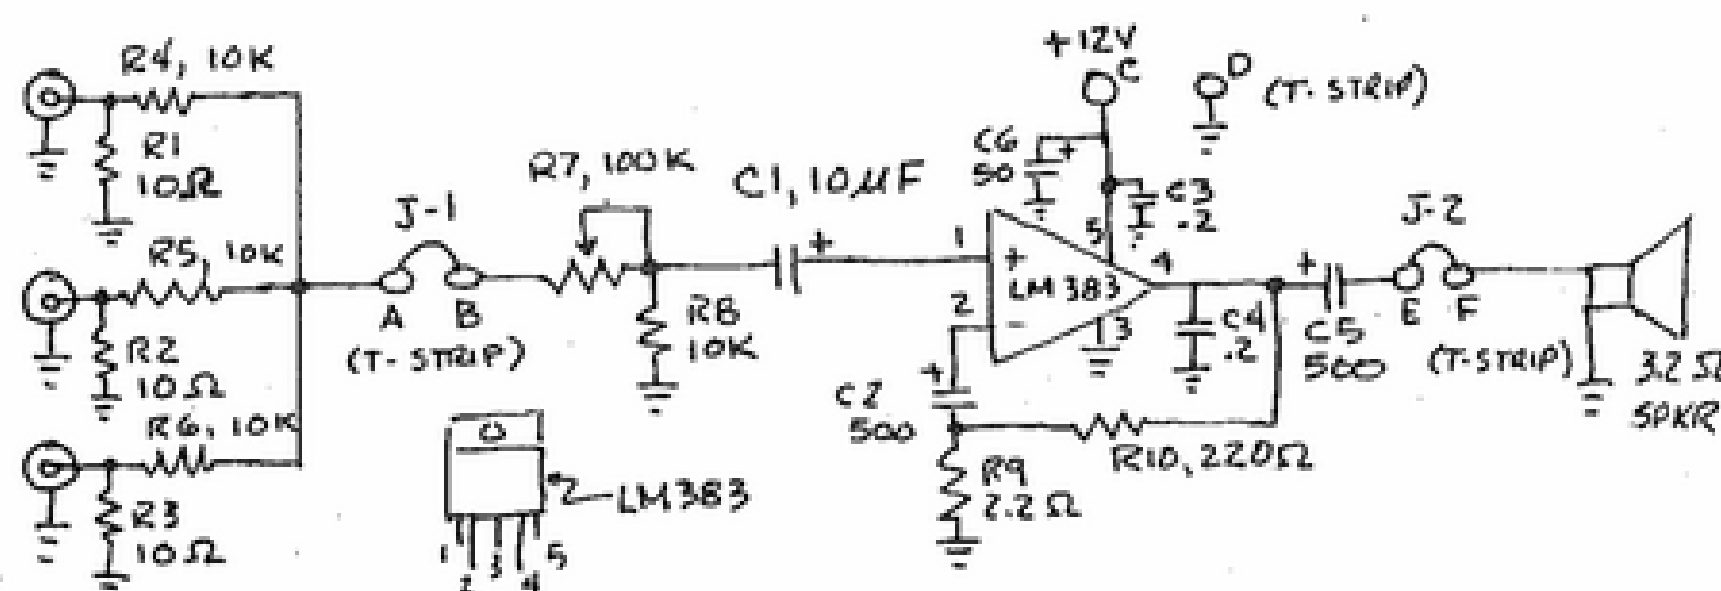 R4, 10K
R1
10Ω
R5, 10K
R2
10Ω
R6, 10K
R3
10Ω
J-1
A B
(T-STRIP)
R7, 100K
R8
10K
C1, 10µF
+
+12V
C
D
(T-STRIP)
C6
50
+
C3
.2
1
2
+
-
LM383
5
4
3
C4
.2
+
C5
500
J-2
E F
(T-STRIP)
3.2Ω
SPKR
C2
500
+
R10, 220Ω
R9
2.2Ω
LM383
1 2 3 4 5